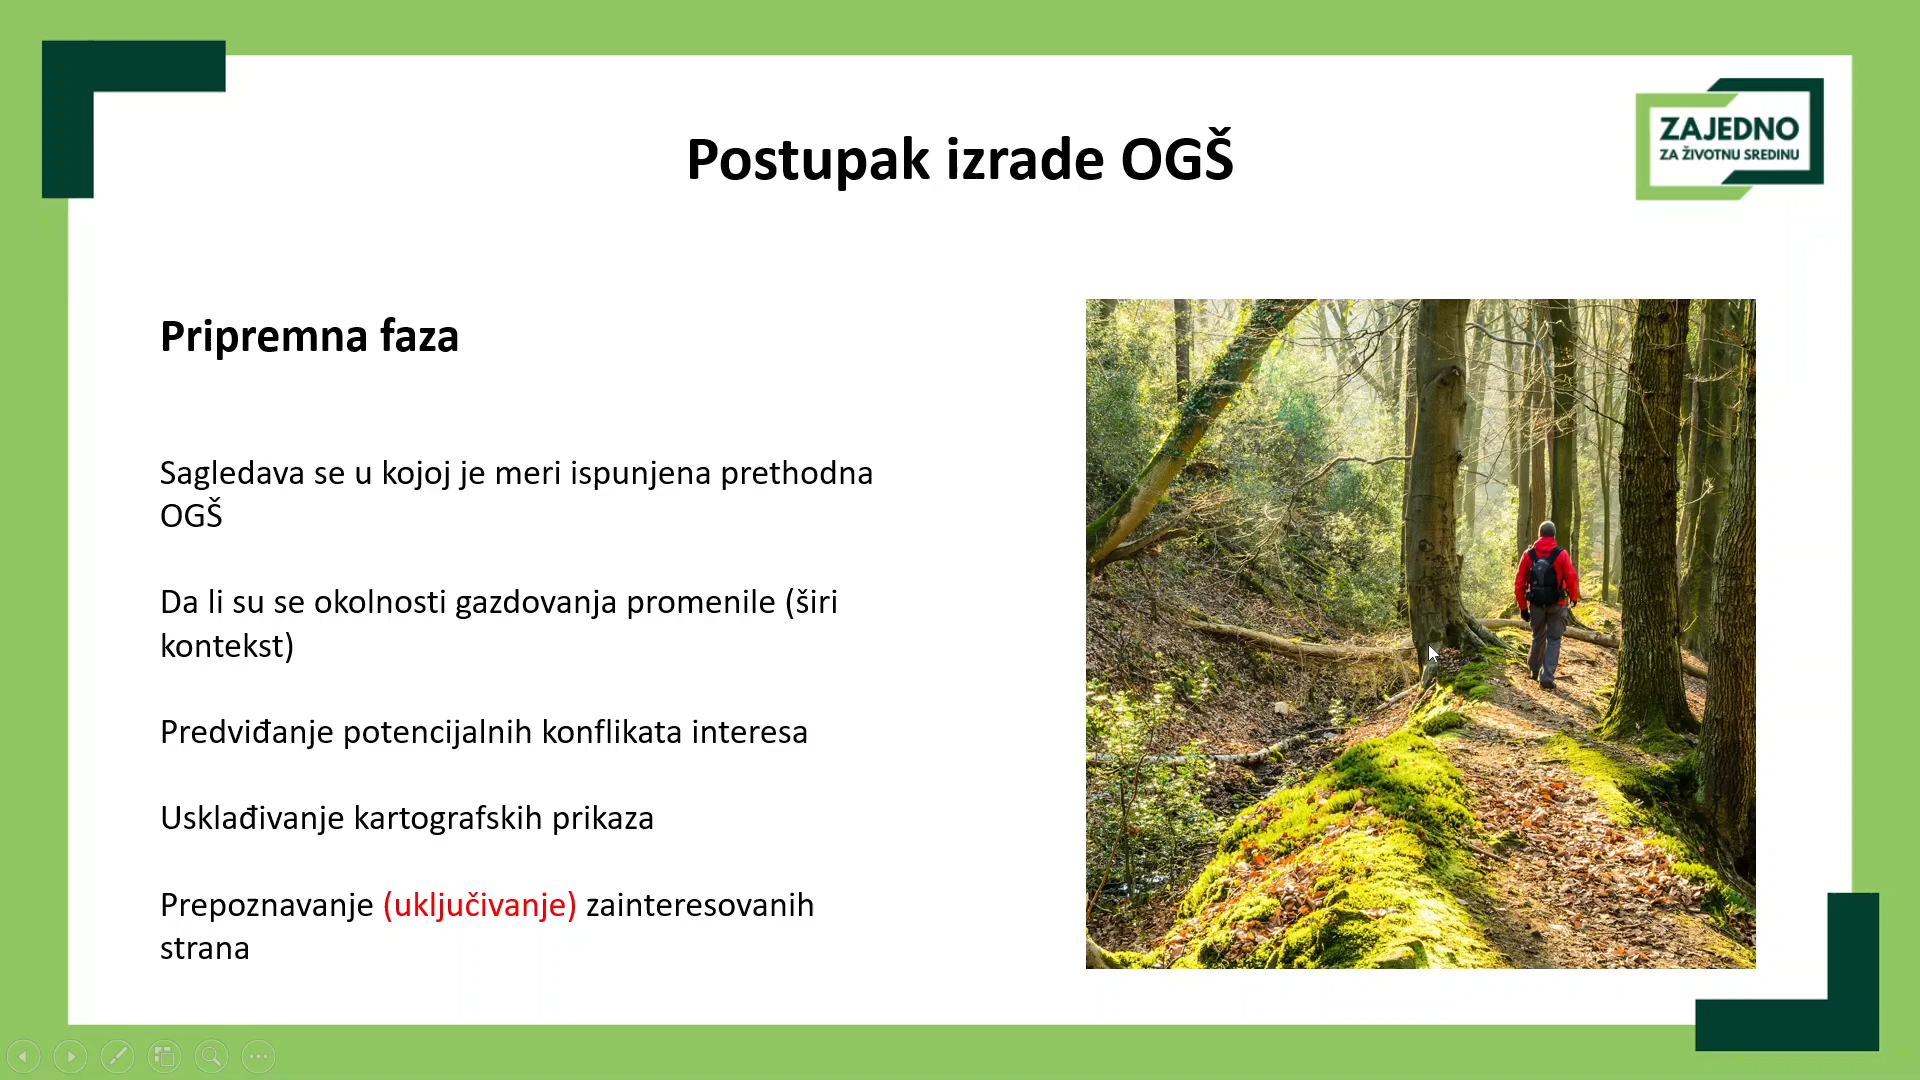 Postupak izrade OGŠ
ZAJEDNO
ZA ŽIVOTNU SREDINU
Pripremna faza
Sagledava se u kojoj je meri ispunjena prethodna
OGŠ
Da li su se okolnosti gazdovanja promenile (širi
kontekst)
Predviđanje potencijalnih konflikata interesa
Usklađivanje kartografskih prikaza
Prepoznavanje (uključivanje) zainteresovanih
strana